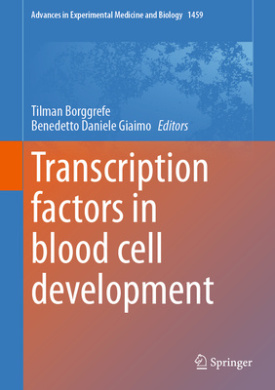 Advances in Experimental Medicine and Biology 1459
Tilman Borggrefe
Benedetto Daniele Giaimo Editors
Transcription
factors in
blood cell
development
Springer